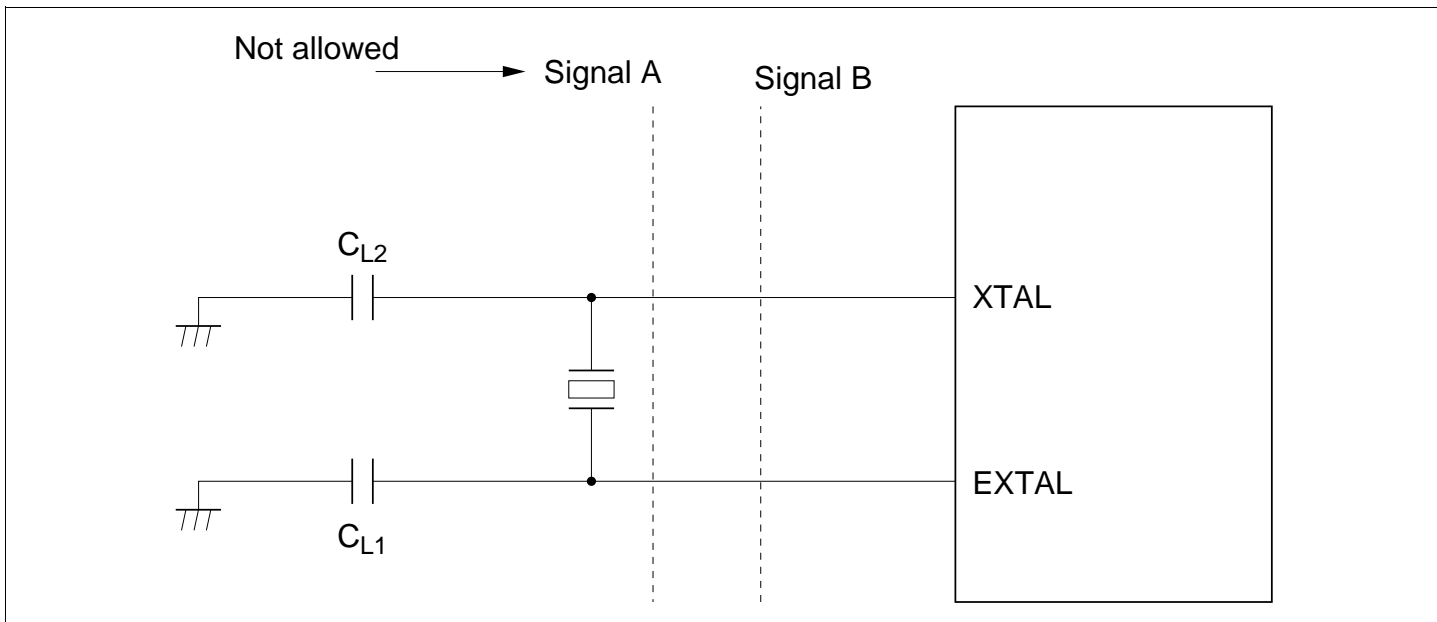 Not allowed
Signal A
Signal B
CL2
XTAL
EXTAL
CL1